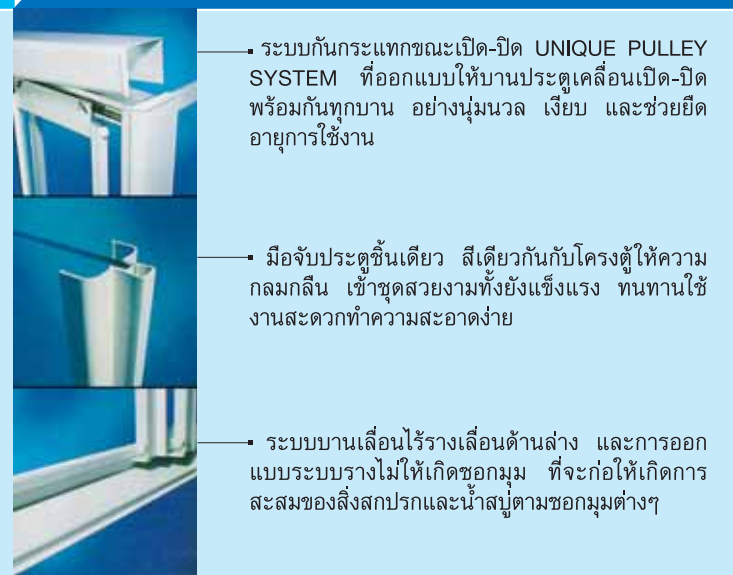 ▪ ระบบกันกระแทกขณะเปิด-ปิด UNIQUE PULLEY
SYSTEM ที่ออกแบบให้บานประตูเคลื่อนเปิด-ปิด
พร้อมกันทุกบาน อย่างนุ่มนวล เงียบ และช่วยยืด
อายุการใช้งาน
▪ มือจับประตูชิ้นเดียว สีเดียวกันกับโครงตู้ให้ความ
กลมกลืน เข้าชุดสวยงามทั้งยังแข็งแรง ทนทานใช้
งานสะดวกทำความสะอาดง่าย
▪ ระบบบานเลื่อนไร้รางเลื่อนด้านล่าง และการออก
แบบระบบรางไม่ให้เกิดซอกมุม ที่จะก่อให้เกิดการ
สะสมของสิ่งสกปรกและน้ำสบู่ตามซอกมุมต่างๆ